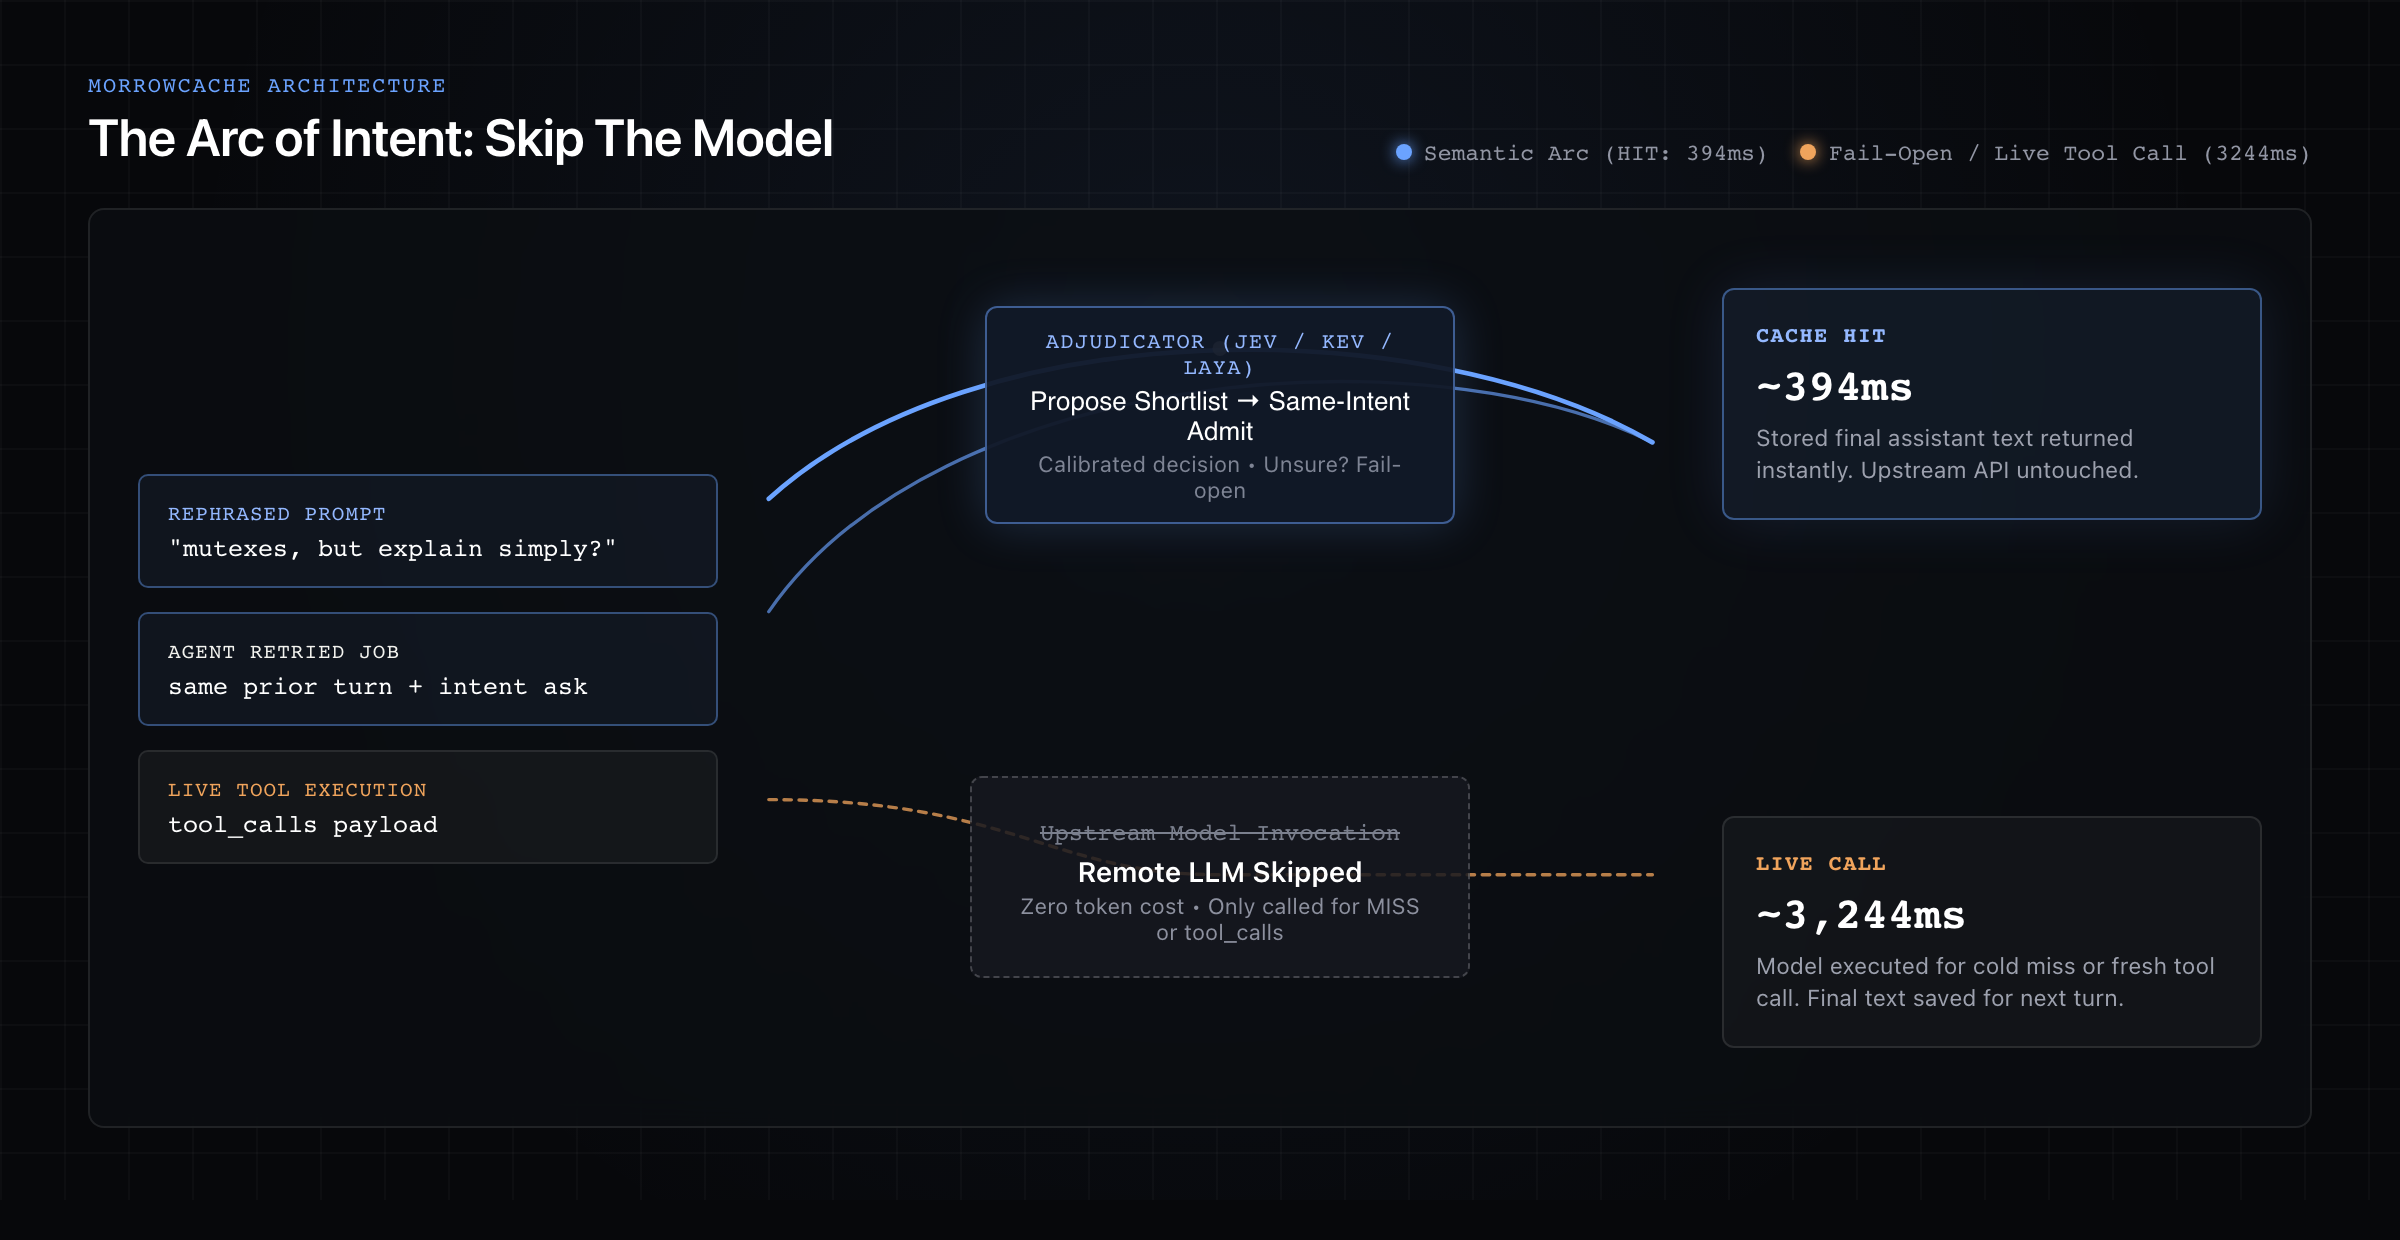 MORROWCACHE ARCHITECTURE
The Arc of Intent: Skip The Model
Semantic Arc (HIT: 394ms)
Fail-Open / Live Tool Call (3244ms)
REPHRASED PROMPT
"mutexes, but explain simply?"
AGENT RETRIED JOB
same prior turn + intent ask
LIVE TOOL EXECUTION
tool_calls payload
ADJUDICATOR (JEV / KEV /
LAYA)
Propose Shortlist → Same-Intent
Admit
Calibrated decision • Unsure? Fail-
open
Upstream Model Invocation
Remote LLM Skipped
Zero token cost • Only called for MISS
or tool_calls
CACHE HIT
~394ms
Stored final assistant text returned
instantly. Upstream API untouched.
LIVE CALL
~3,244ms
Model executed for cold miss or fresh tool
call. Final text saved for next turn.